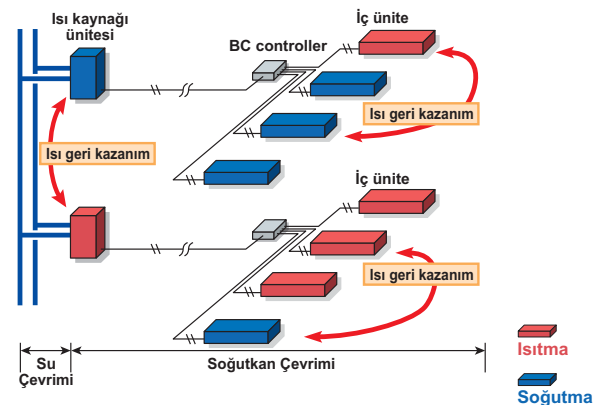 Isı kaynağı
ünitesi
BC controller
İç ünite
Isı geri kazanım
Isı geri kazanım
İç ünite
Isı geri kazanım
Su
Çevrimi
Soğutkan Çevrimi
Isıtma
Soğutma